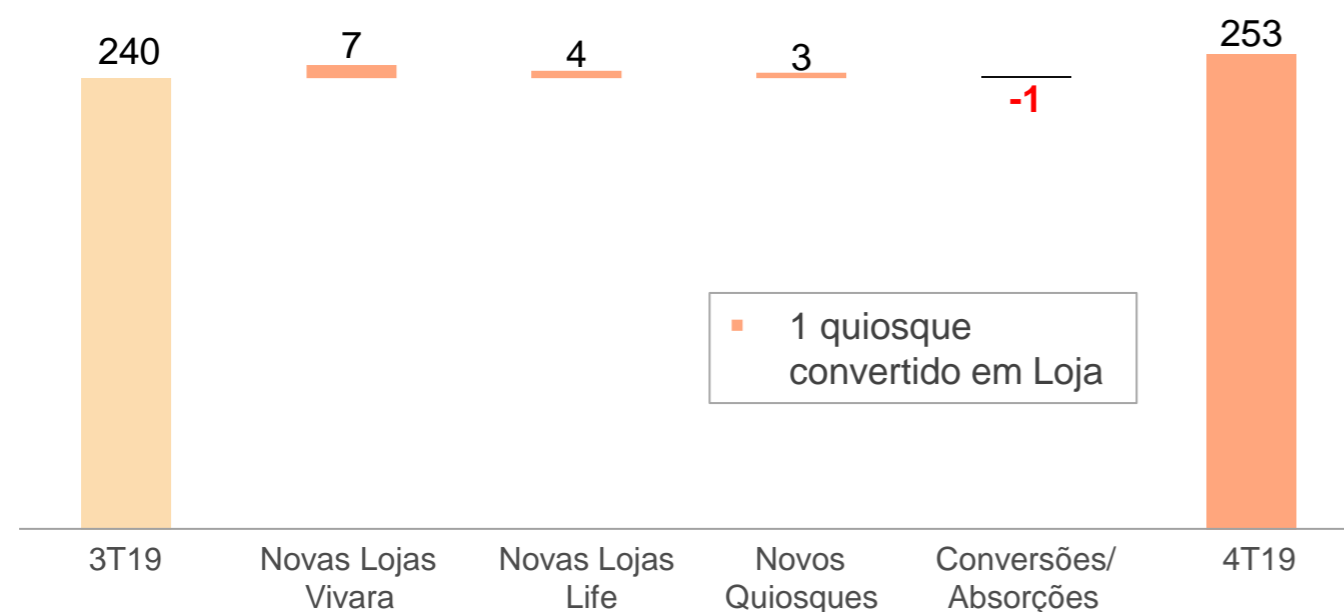 240
7
4
3
-1
253
▪ 1 quiosque
convertido em Loja
3T19
Novas Lojas
Vivara
Novas Lojas
Life
Novos
Quiosques
Conversões/
Absorções
4T19